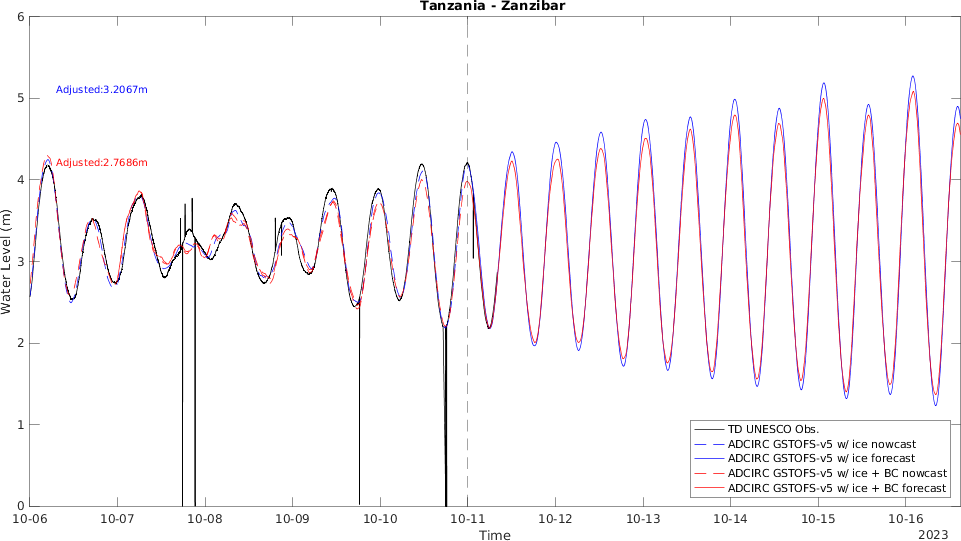 Tanzania - Zanzibar
Water Level (m)
6
5
4
3
2
1
0
Adjusted:3.2067m
Adjusted:2.7686m
TD UNESCO Obs.
ADCIRC GSTOFS-v5 w/ ice nowcast
ADCIRC GSTOFS-v5 w/ ice forecast
ADCIRC GSTOFS-v5 w/ ice + BC nowcast
ADCIRC GSTOFS-v5 w/ ice + BC forecast
10-06 10-07 10-08 10-09 10-10 10-11 10-12 10-13 10-14 10-15 10-16
Time
2023